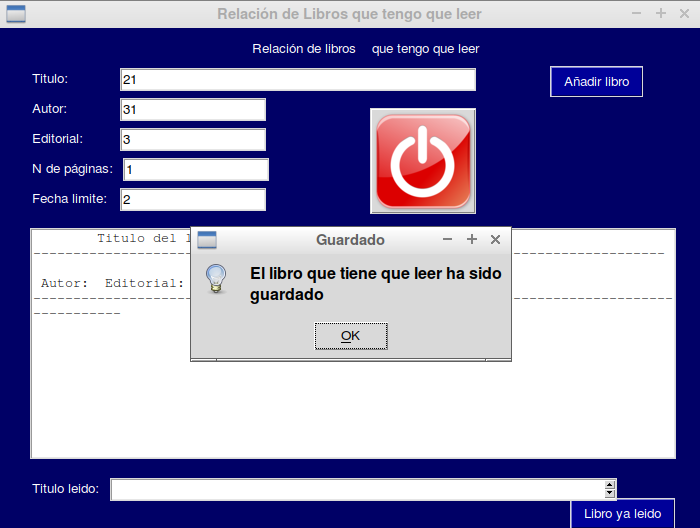 Relación de Libros que tengo que leer
Relación de libros que tengo que leer
Titulo: 21
Añadir libro
Autor: 31
Editorial: 3
N de páginas: 1
Fecha limite: 2
Titulo del
Guardado
--------------------
Autor: Editorial:
El libro que tiene que leer ha sido
guardado
-----------
OK
Titulo leido:
Libro ya leido